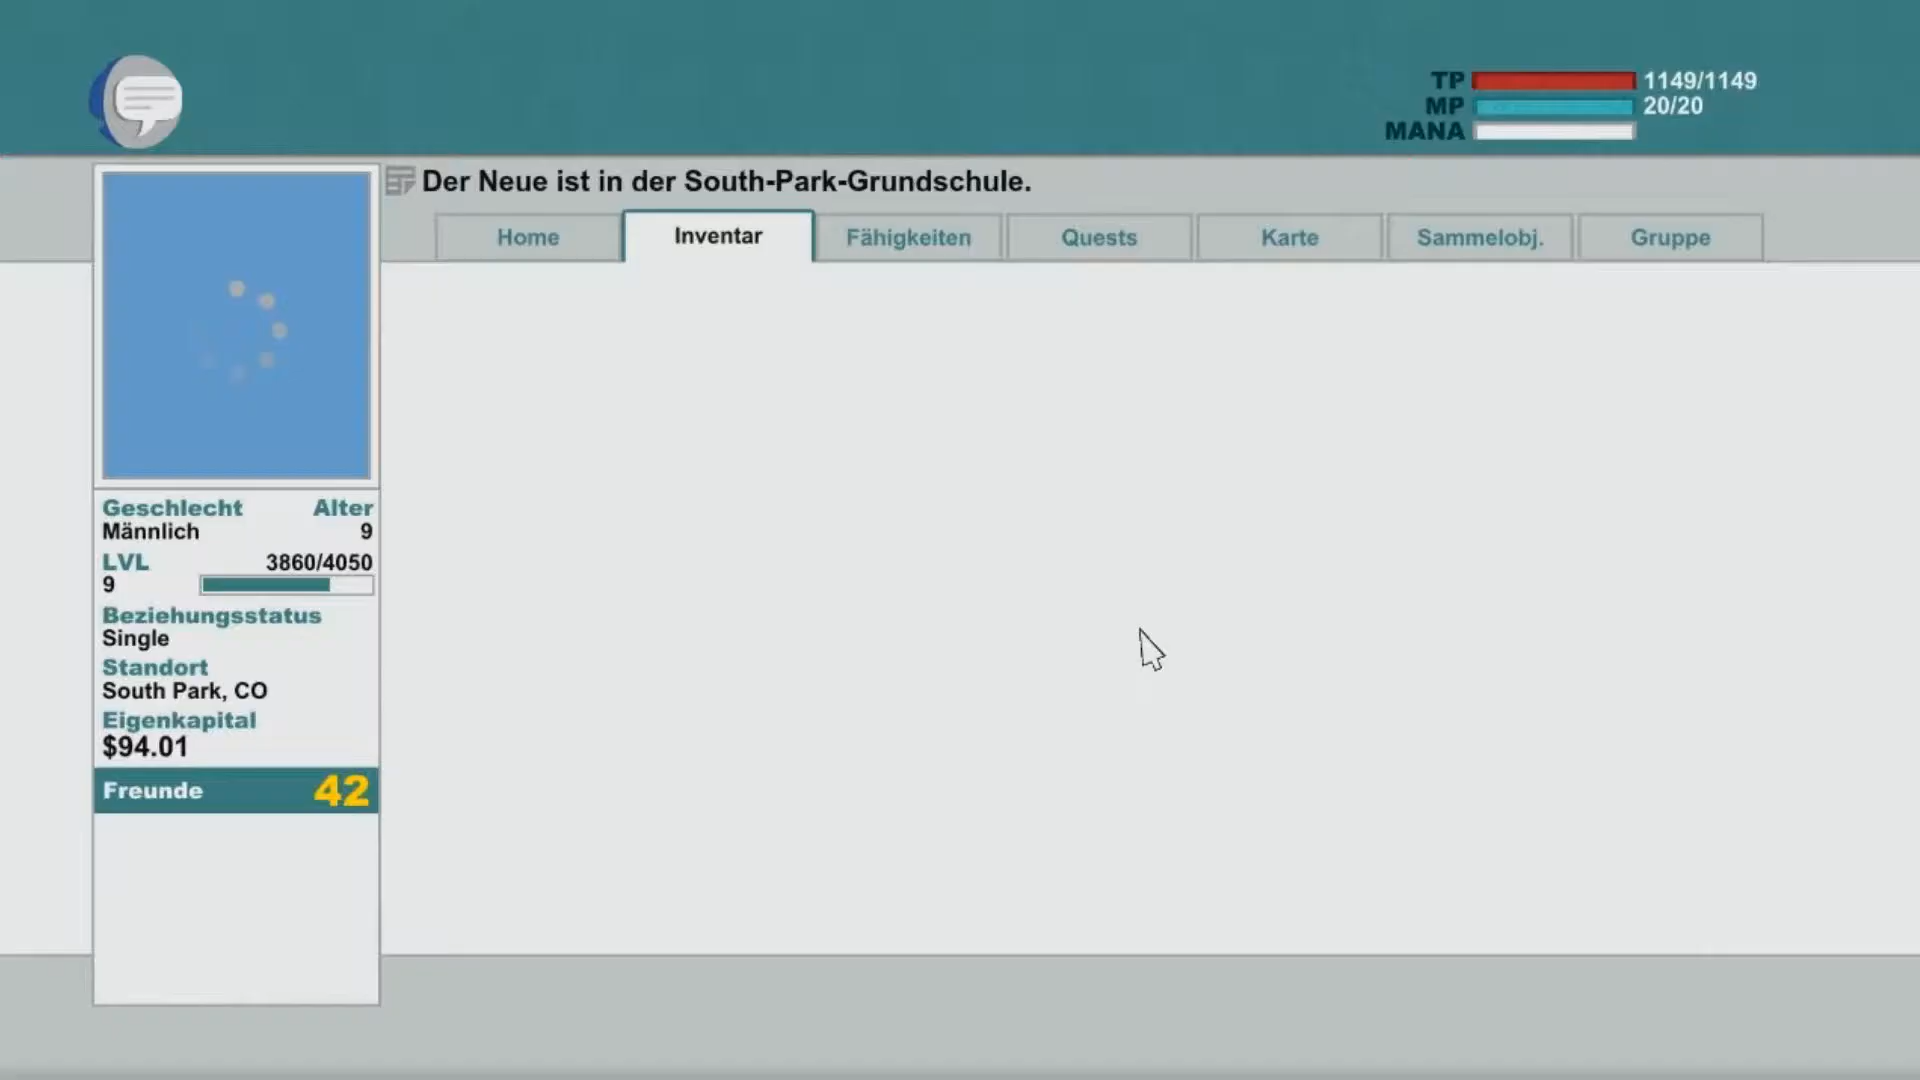 TP 1149/1149
MP 20/20
MANA
Der Neue ist in der South-Park-Grundschule.
Home Inventar Fähigkeiten Quests Karte Sammelobj. Gruppe
Geschlecht Alter
Männlich 9
LVL 3860/4050
9
Beziehungsstatus
Single
Standort
South Park, CO
Eigenkapital
$94.01
Freunde 42